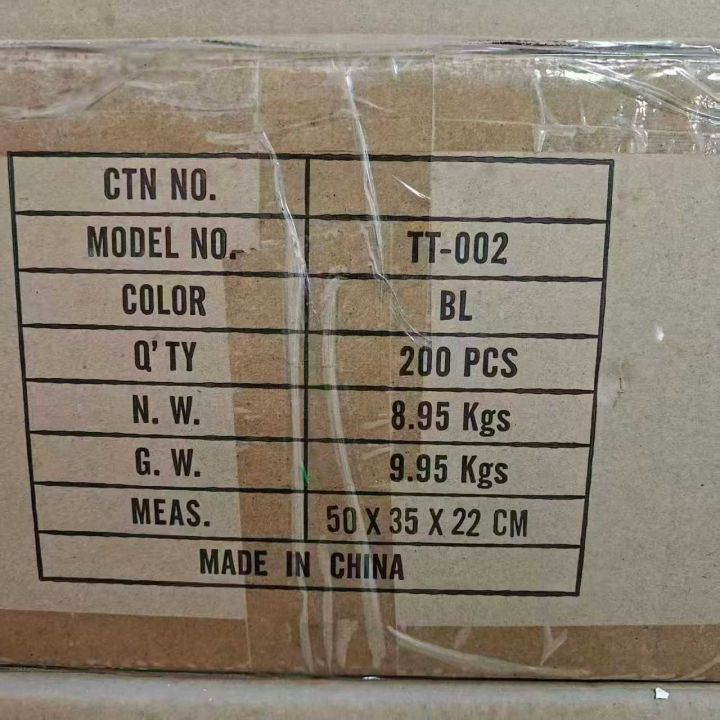 CTN NO.
MODEL NO. TT-002
COLOR BL
Q'TY 200 PCS
N. W. 8.95 Kgs
G. W. 9.95 Kgs
MEAS. 50 X 35 X 22 CM
MADE IN CHINA